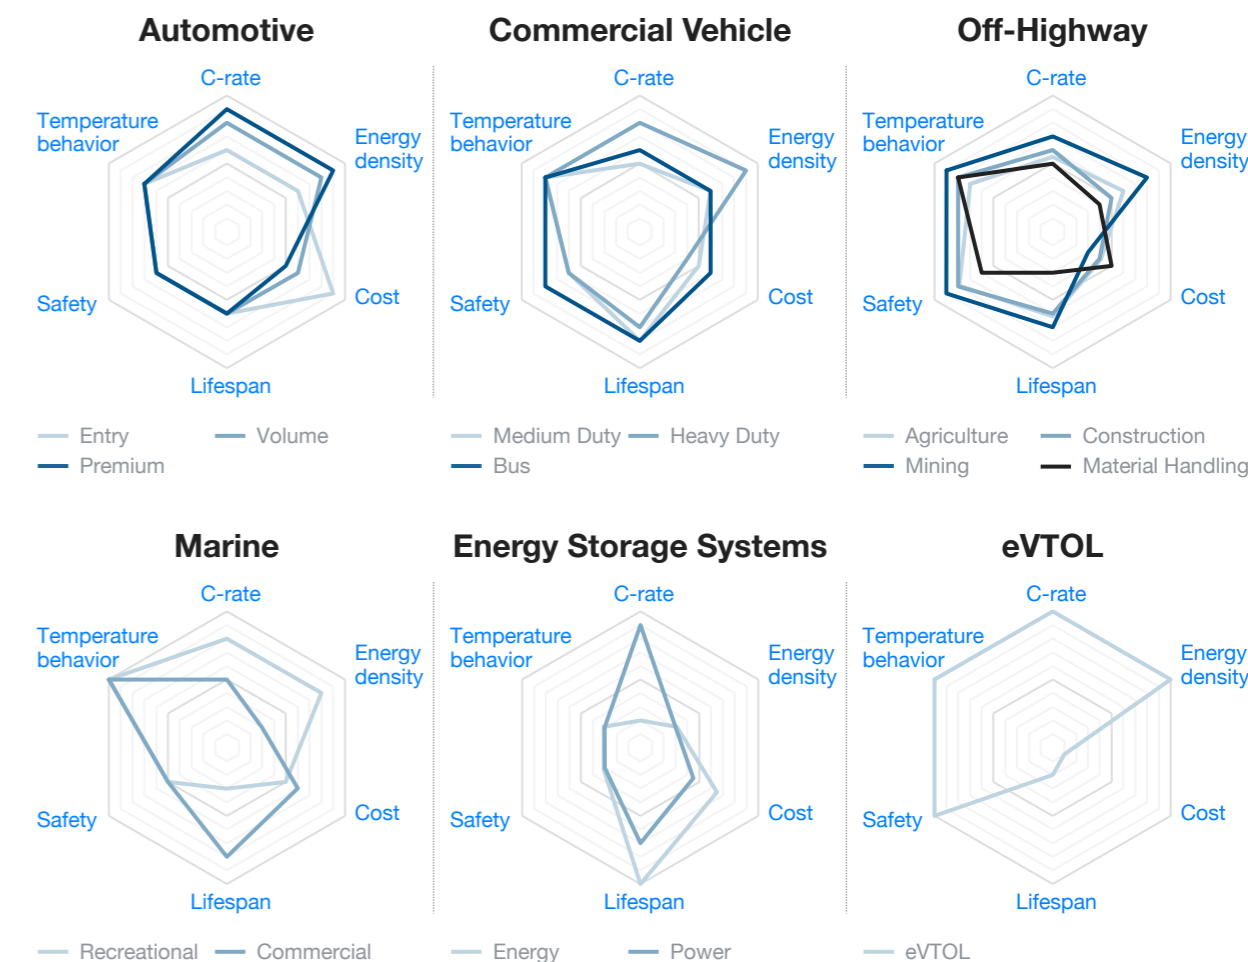 Automotive
Commercial Vehicle
Off-Highway
C-rate
Temperature
behavior
Energy
density
Safety
Cost
Lifespan
Entry
Volume
Premium
C-rate
Temperature
behavior
Energy
density
Safety
Cost
Lifespan
Medium Duty
Heavy Duty
Bus
C-rate
Temperature
behavior
Energy
density
Safety
Cost
Lifespan
Agriculture
Construction
Mining
Material Handling
Marine
Energy Storage Systems
eVTOL
C-rate
Temperature
behavior
Energy
density
Safety
Cost
Lifespan
Recreational
Commercial
C-rate
Temperature
behavior
Energy
density
Safety
Cost
Lifespan
Energy
Power
C-rate
Temperature
behavior
Energy
density
Safety
Cost
Lifespan
eVTOL